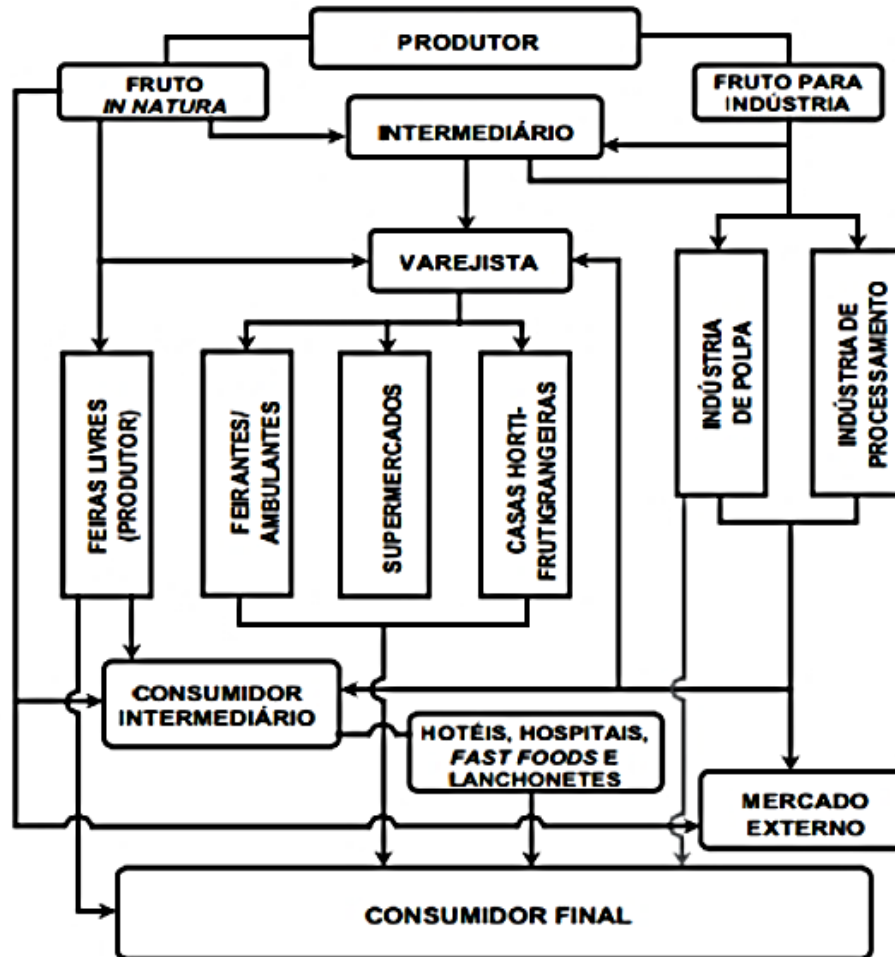 PRODUTOR
FRUTO
IN NATURA
FRUTO PARA
INDÚSTRIA
INTERMEDIÁRIO
VAREJISTA
FEIRAS LIVRES
(PRODUTOR)
FEIRANTES/
AMBULANTES
SUPERMERCADOS
CASAS HORTI-
FRUTIGRANGEIRAS
INDÚSTRIA
DE POLPA
INDÚSTRIA DE
PROCESSAMENTO
CONSUMIDOR
INTERMEDIÁRIO
HOTÉIS, HOSPITAIS,
FAST FOODS E
LANCHONETES
MERCADO
EXTERNO
CONSUMIDOR FINAL